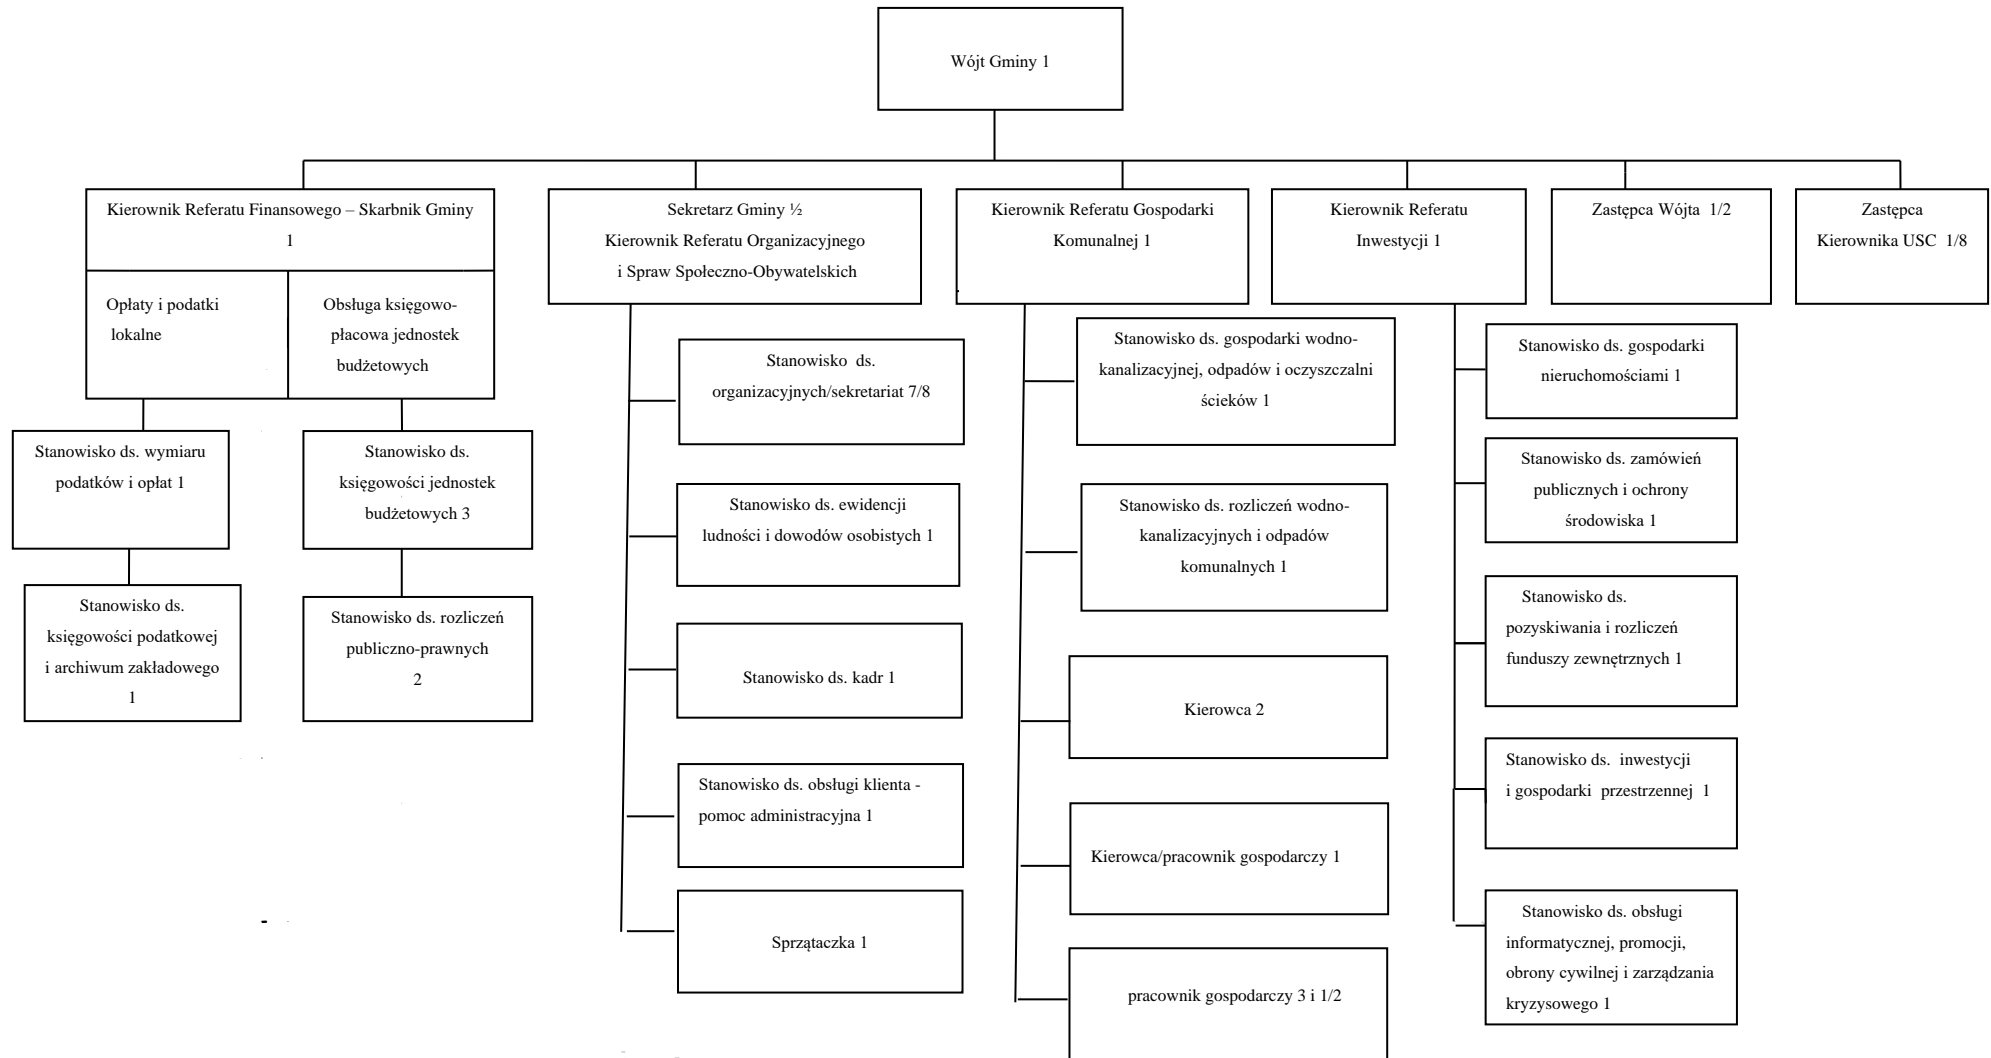 Wójt Gminy 1
Kierownik Referatu Finansowego – Skarbnik Gminy
1
Opłaty i podatki
lokalne
Obsługa księgowo-
płacowa jednostek
budżetowych
Stanowisko ds. wymiaru
podatków i opłat 1
Stanowisko ds.
księgowości jednostek
budżetowych 3
Stanowisko ds.
księgowości podatkowej
i archiwum zakładowego
1
Stanowisko ds. rozliczeń
publiczno-prawnych
2
Sekretarz Gminy ½
Kierownik Referatu Organizacyjnego
i Spraw Społeczno-Obywatelskich
Stanowisko ds.
organizacyjnych/sekretariat 7/8
Stanowisko ds. ewidencji
ludności i dowodów osobistych 1
Stanowisko ds. kadr 1
Stanowisko ds. obsługi klienta -
pomoc administracyjna 1
Sprzątaczka 1
Kierownik Referatu Gospodarki
Komunalnej 1
Stanowisko ds. gospodarki wodno-
kanalizacyjnej, odpadów i oczyszczalni
ścieków 1
Stanowisko ds. rozliczeń wodno-
kanalizacyjnych i odpadów
komunalnych 1
Kierowca 2
Kierowca/pracownik gospodarczy 1
pracownik gospodarczy 3 i 1/2
Kierownik Referatu
Inwestycji 1
Stanowisko ds. gospodarki
nieruchomościami 1
Stanowisko ds. zamówień
publicznych i ochrony
środowiska 1
Stanowisko ds.
pozyskiwania i rozliczeń
funduszy zewnętrznych 1
Stanowisko ds. inwestycji
i gospodarki przestrzennej 1
Stanowisko ds. obsługi
informatycznej, promocji,
obrony cywilnej i zarządzania
kryzysowego 1
Zastępca Wójta 1/2
Zastępca
Kierownika USC 1/8